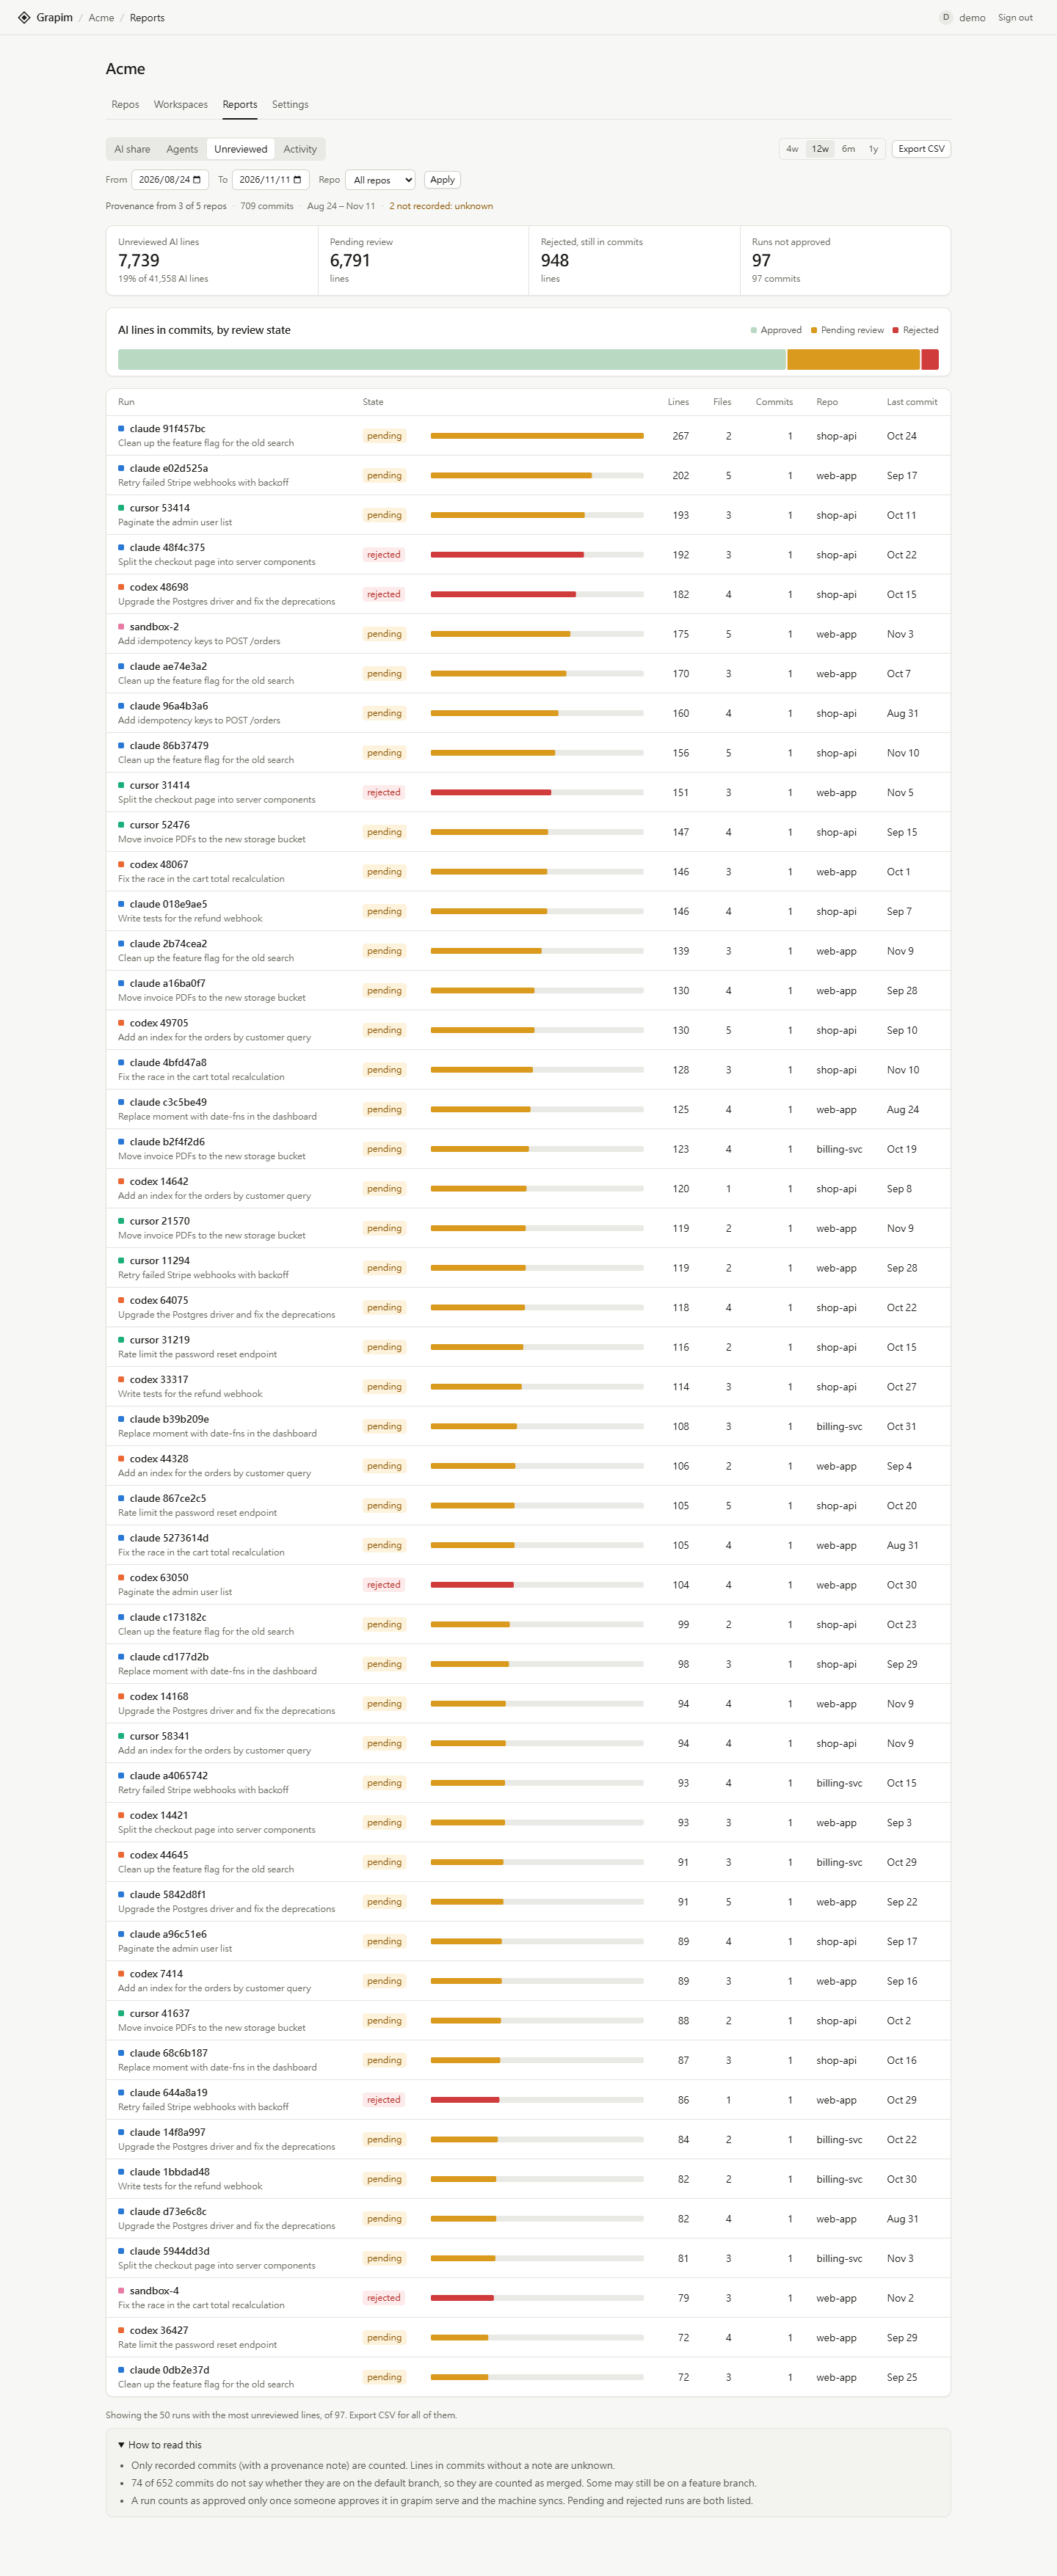 Grapim / Acme / Reports
D demo Sign out
Acme
Repos Workspaces Reports Settings
AI share Agents Unreviewed Activity
4w 12w 6m 1y Export CSV
From 2026/08/24 To 2026/11/11 Repo All repos Apply
Provenance from 3 of 5 repos · 709 commits · Aug 24 – Nov 11 · 2 not recorded: unknown
Unreviewed AI lines Pending review Rejected, still in commits Runs not approved
7,739 6,791 948 97
19% of 41,558 AI lines lines lines 97 commits
AI lines in commits, by review state Approved Pending review Rejected
Run State Lines Files Commits Repo Last commit
claude 91f457bc
Clean up the feature flag for the old search
pending 267 2 1 shop-api Oct 24
claude e02d525a
Retry failed Stripe webhooks with backoff
pending 202 5 1 web-app Sep 17
cursor 53414
Paginate the admin user list
pending 193 3 1 shop-api Oct 11
claude 48f4c375
Split the checkout page into server components
rejected 192 3 1 shop-api Oct 22
codex 48698
Upgrade the Postgres driver and fix the deprecations
rejected 182 4 1 shop-api Oct 15
sandbox-2
Add idempotency keys to POST /orders
pending 175 5 1 web-app Nov 3
claude ae74e3a2
Clean up the feature flag for the old search
pending 170 3 1 web-app Oct 7
claude 96a4b3a6
Add idempotency keys to POST /orders
pending 160 4 1 shop-api Aug 31
claude 86b37479
Clean up the feature flag for the old search
pending 156 5 1 shop-api Nov 10
cursor 31414
Split the checkout page into server components
rejected 151 3 1 web-app Nov 5
cursor 52476
Move invoice PDFs to the new storage bucket
pending 147 4 1 shop-api Sep 15
codex 48067
Fix the race in the cart total recalculation
pending 146 3 1 web-app Oct 1
claude 018e9ae5
Write tests for the refund webhook
pending 146 4 1 shop-api Sep 7
claude 2b74cea2
Clean up the feature flag for the old search
pending 139 3 1 web-app Nov 9
claude a16ba0f7
Move invoice PDFs to the new storage bucket
pending 130 4 1 web-app Sep 28
codex 49705
Add an index for the orders by customer query
pending 130 5 1 shop-api Sep 10
claude 4bfd47a8
Fix the race in the cart total recalculation
pending 128 3 1 shop-api Nov 10
claude c3c5be49
Replace moment with date-fns in the dashboard
pending 125 4 1 web-app Aug 24
claude b2f4f2d6
Move invoice PDFs to the new storage bucket
pending 123 4 1 billing-svc Oct 19
codex 14642
Add an index for the orders by customer query
pending 120 1 1 shop-api Sep 8
cursor 21570
Move invoice PDFs to the new storage bucket
pending 119 2 1 web-app Nov 9
cursor 11294
Retry failed Stripe webhooks with backoff
pending 119 2 1 web-app Sep 28
codex 64075
Upgrade the Postgres driver and fix the deprecations
pending 118 4 1 shop-api Oct 22
cursor 31219
Rate limit the password reset endpoint
pending 116 2 1 shop-api Oct 15
codex 33317
Write tests for the refund webhook
pending 114 3 1 shop-api Oct 27
claude b39b209e
Replace moment with date-fns in the dashboard
pending 108 3 1 billing-svc Oct 31
codex 44328
Add an index for the orders by customer query
pending 106 2 1 web-app Sep 4
claude 867ce2c5
Rate limit the password reset endpoint
pending 105 5 1 shop-api Oct 20
claude 5273614d
Fix the race in the cart total recalculation
pending 105 4 1 web-app Aug 31
codex 63050
Paginate the admin user list
rejected 104 4 1 web-app Oct 30
claude c173182c
Clean up the feature flag for the old search
pending 99 2 1 shop-api Oct 23
claude cd177d2b
Replace moment with date-fns in the dashboard
pending 98 3 1 shop-api Sep 29
codex 14168
Upgrade the Postgres driver and fix the deprecations
pending 94 4 1 web-app Nov 9
cursor 58341
Add an index for the orders by customer query
pending 94 4 1 web-app Nov 9
claude a4065742
Retry failed Stripe webhooks with backoff
pending 93 4 1 billing-svc Oct 15
codex 14421
Split the checkout page into server components
pending 93 3 1 web-app Sep 3
codex 44645
Clean up the feature flag for the old search
pending 91 3 1 billing-svc Oct 29
claude 5842d8f1
Upgrade the Postgres driver and fix the deprecations
pending 91 5 1 web-app Sep 22
claude a96c51e6
Paginate the admin user list
pending 89 4 1 shop-api Sep 17
codex 7414
Add an index for the orders by customer query
pending 89 3 1 web-app Sep 16
cursor 41637
Move invoice PDFs to the new storage bucket
pending 88 2 1 shop-api Oct 2
claude 68c6b187
Replace moment with date-fns in the dashboard
pending 87 3 1 shop-api Oct 16
claude 644a8a19
Retry failed Stripe webhooks with backoff
rejected 86 1 1 web-app Oct 29
claude 14f8a997
Upgrade the Postgres driver and fix the deprecations
pending 84 2 1 billing-svc Oct 22
claude 1bbdad48
Write tests for the refund webhook
pending 82 2 1 billing-svc Oct 30
claude d73e6c8c
Upgrade the Postgres driver and fix the deprecations
pending 82 4 1 web-app Aug 31
claude 5944dd3d
Split the checkout page into server components
pending 81 3 1 billing-svc Nov 3
sandbox-4
Fix the race in the cart total recalculation
rejected 79 3 1 web-app Nov 2
codex 36427
Rate limit the password reset endpoint
pending 72 4 1 web-app Sep 29
claude 0db2e37d
Clean up the feature flag for the old search
pending 72 3 1 web-app Sep 25
Showing the 50 runs with the most unreviewed lines, of 97. Export CSV for all of them.
▼ How to read this
• Only recorded commits (with a provenance note) are counted. Lines in commits without a note are unknown.
• 74 of 652 commits do not say whether they are on the default branch, so they are counted as merged. Some may still be on a feature branch.
• A run counts as approved only once someone approves it in grapim serve and the machine syncs. Pending and rejected runs are both listed.